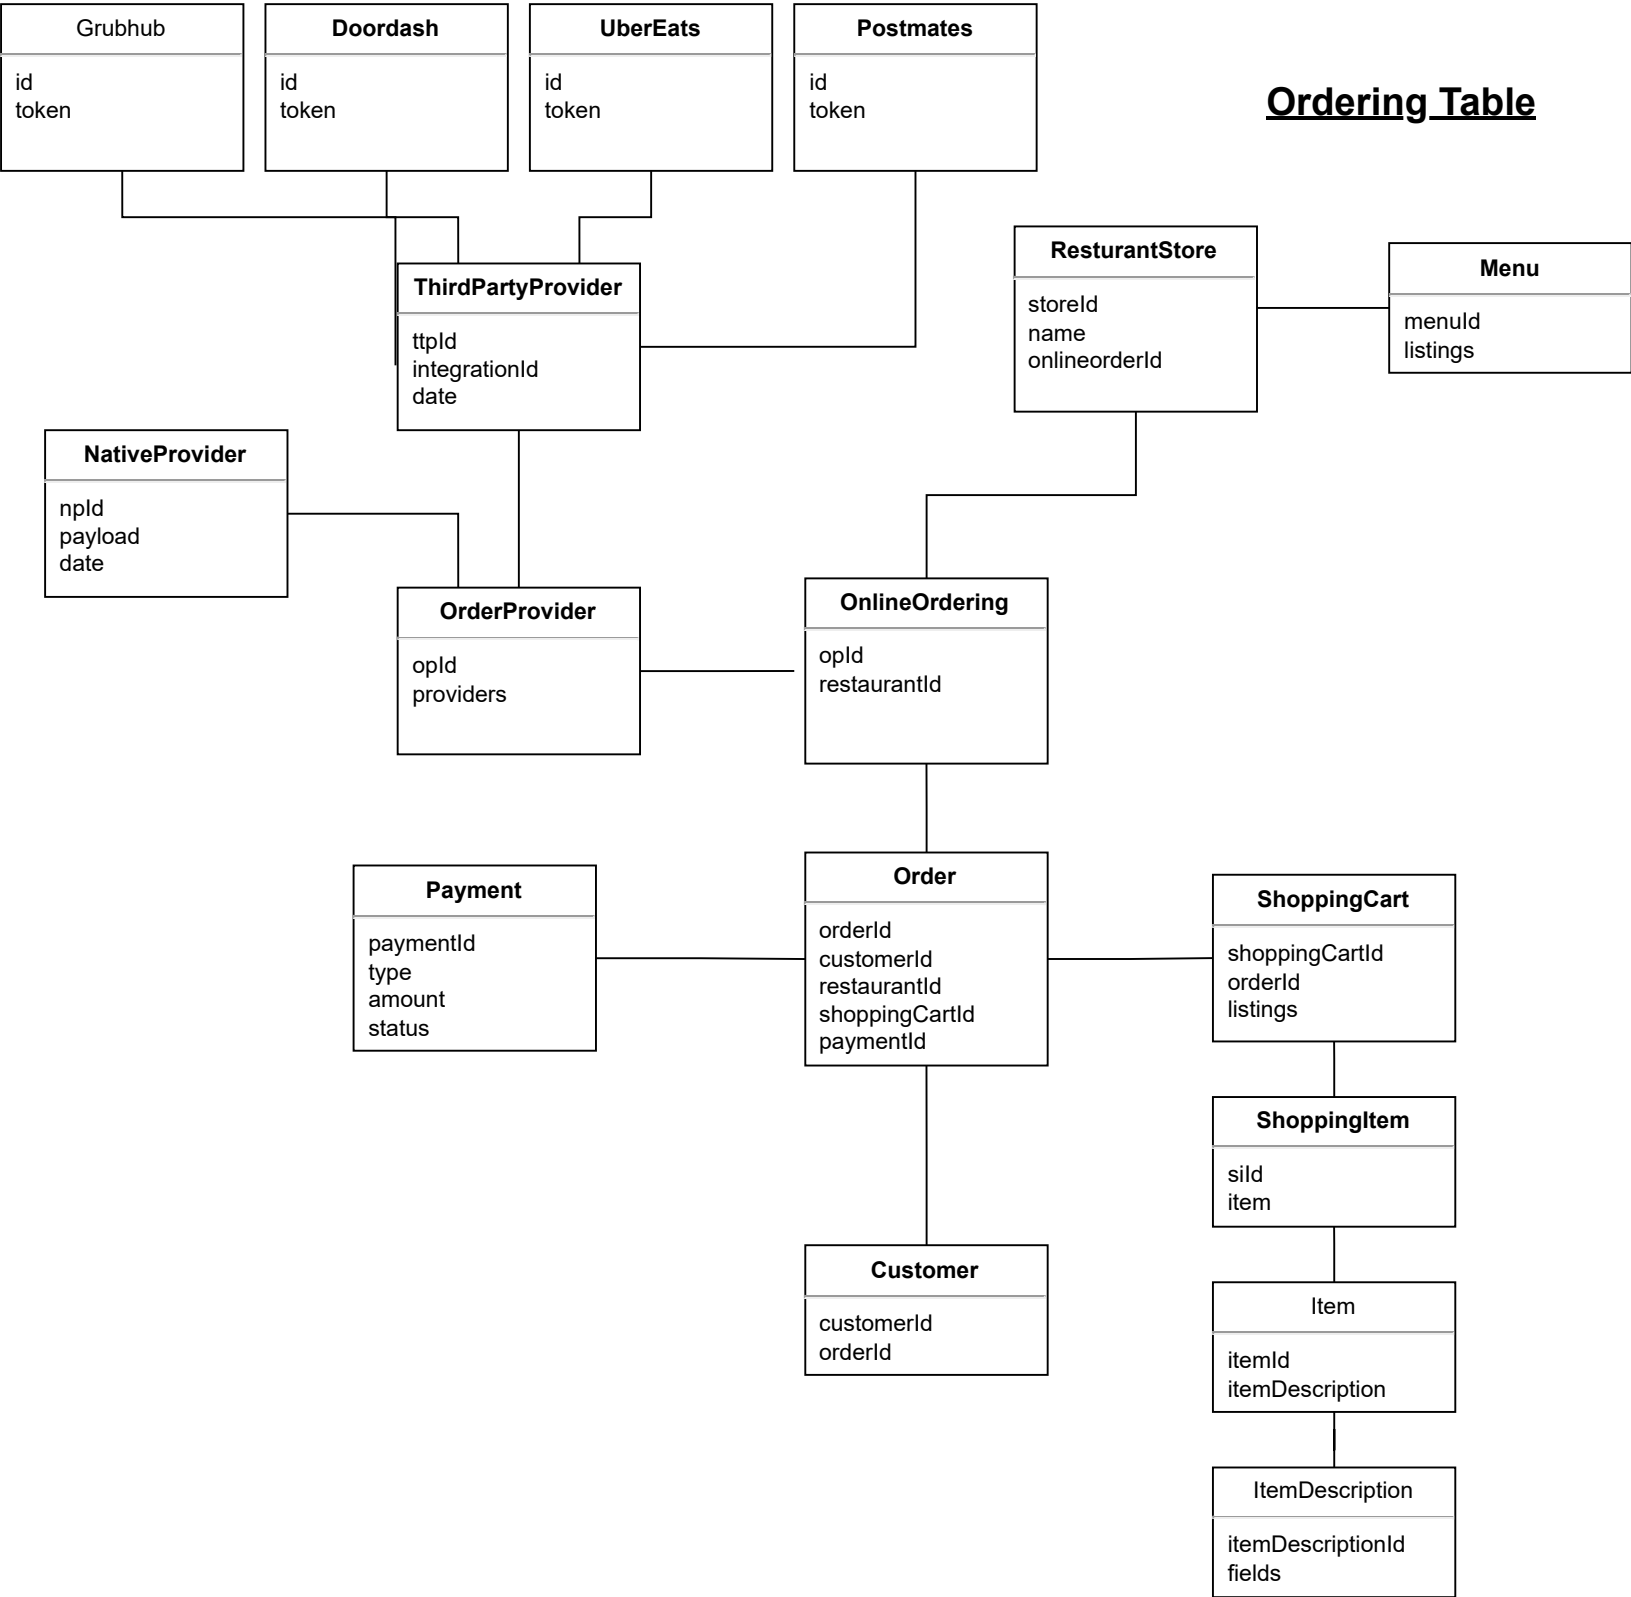 Grubhub
id
token
Doordash
id
token
UberEats
id
token
Postmates
id
token
Ordering Table
ThirdPartyProvider
ttpId
integrationId
date
ResturantStore
storeId
name
onlineorderId
Menu
menuId
listings
NativeProvider
npId
payload
date
OrderProvider
opId
providers
OnlineOrdering
opId
restaurantId
Payment
paymentId
type
amount
status
Order
orderId
customerId
restaurantId
shoppingCartId
paymentId
ShoppingCart
shoppingCartId
orderId
listings
ShoppingItem
siId
item
Customer
customerId
orderId
Item
itemId
itemDescription
ItemDescription
itemDescriptionId
fields